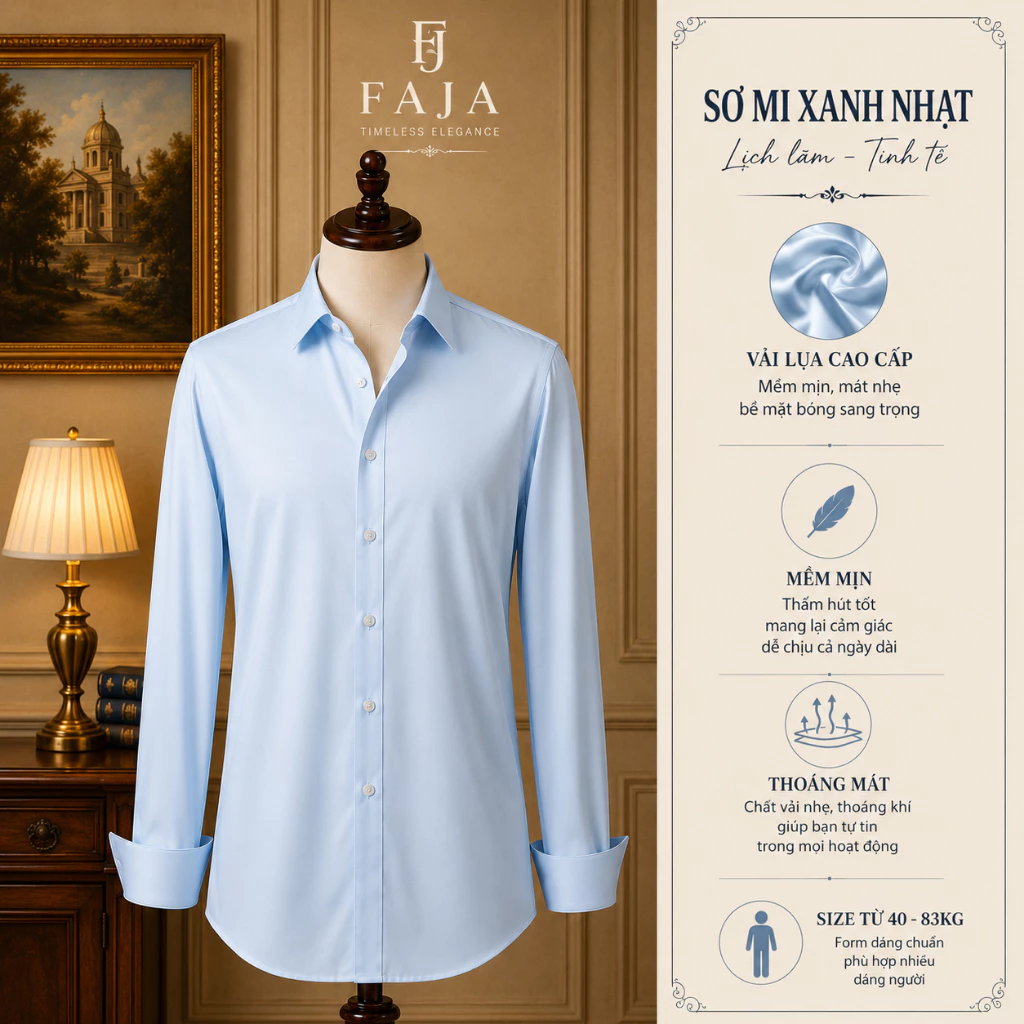 FJ
FAJA
TIMELESS ELEGANCE
SƠ MI XANH NHẠT
Lịch lãm - Tinh tế
VẢI LỤA CAO CẤP
Mềm mịn, mát nhẹ
bề mặt bóng sang trọng
MỀM MỊN
Thấm hút tốt
mang lại cảm giác
dễ chịu cả ngày dài
THOÁNG MÁT
Chất vải nhẹ, thoáng khí
giúp bạn tự tin
trong mọi hoạt động
SIZE TỪ 40 - 83KG
Form dáng chuẩn
phù hợp nhiều
dáng người